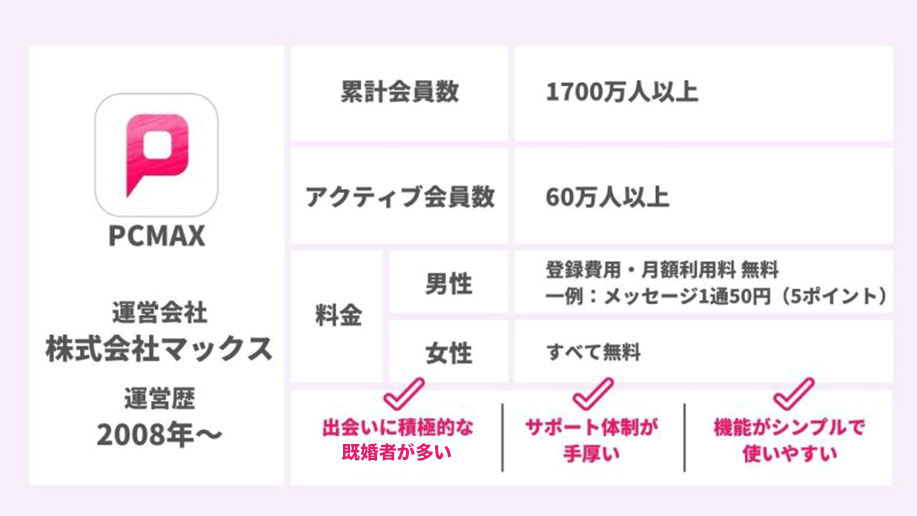 PCMAX
運営会社
株式会社マックス
運営歴
2008年〜
累計会員数
1700万人以上
アクティブ会員数
60万人以上
料金
男性
登録費用・月額利用料 無料
一例：メッセージ1通50円（5ポイント）
女性
すべて無料
出会いに積極的な
既婚者が多い
サポート体制が
手厚い
機能がシンプルで
使いやすい